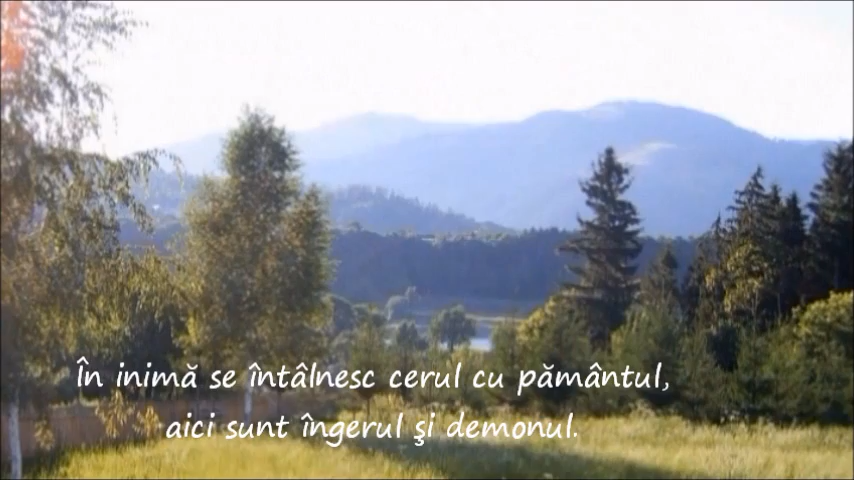 În inimă se întâlnesc cerul cu pământul,
aici sunt îngerul şi demonul.